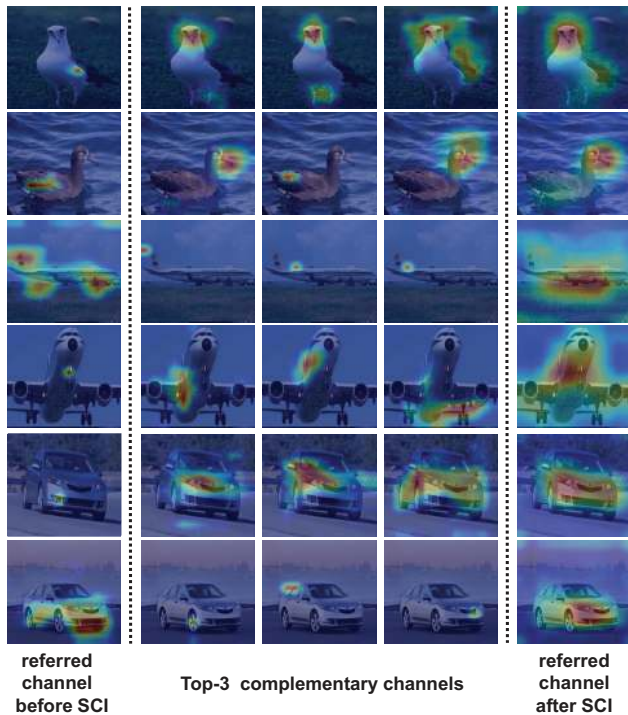 referred
channel
before SCI
Top-3 complementary channels
referred
channel
after SCI